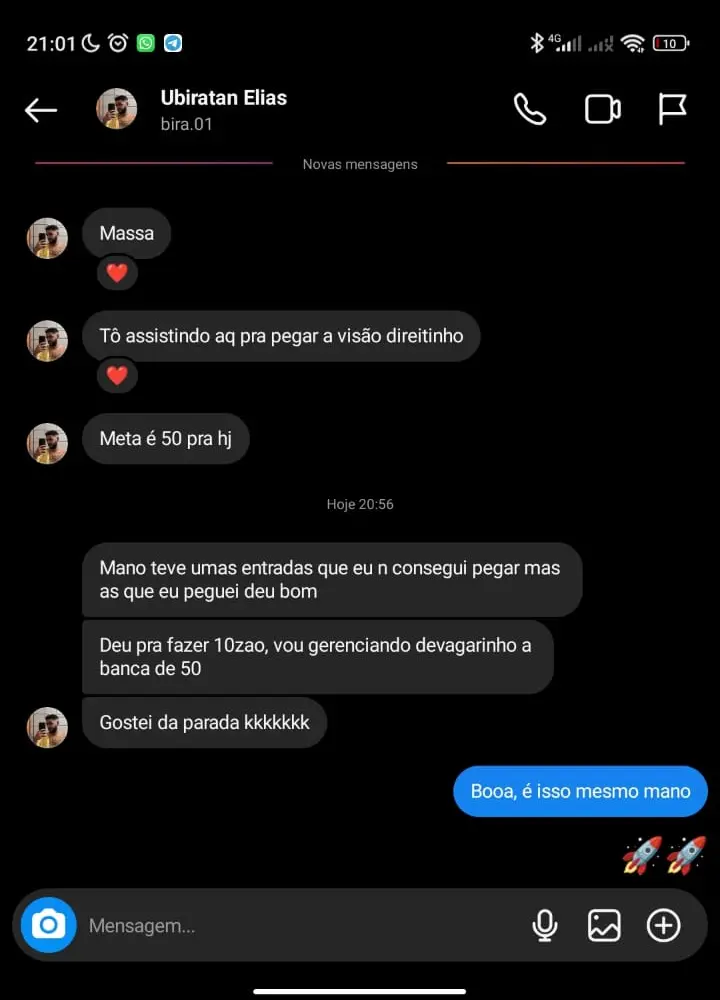 21:01
4G
10
Ubiratan Elias
bira.01
Novas mensagens
Massa
Tô assistindo aq pra pegar a visão direitinho
Meta é 50 pra hj
Hoje 20:56
Mano teve umas entradas que eu n consegui pegar mas
as que eu peguei deu bom
Deu pra fazer 10zao, vou gerenciando devagarinho a
banca de 50
Gostei da parada kkkkkkk
Booa, é isso mesmo mano
Mensagem...